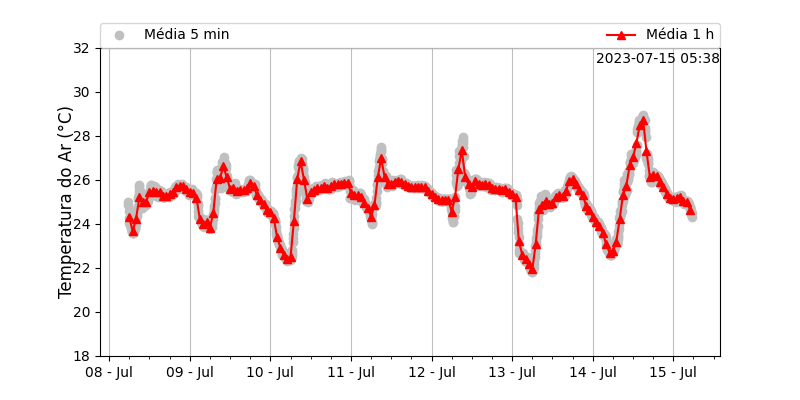 Média 5 min
Média 1 h
2023-07-15 05:38
Temperatura do Ar (°C)
32
30
28
26
24
22
20
18
08 - Jul
09 - Jul
10 - Jul
11 - Jul
12 - Jul
13 - Jul
14 - Jul
15 - Jul